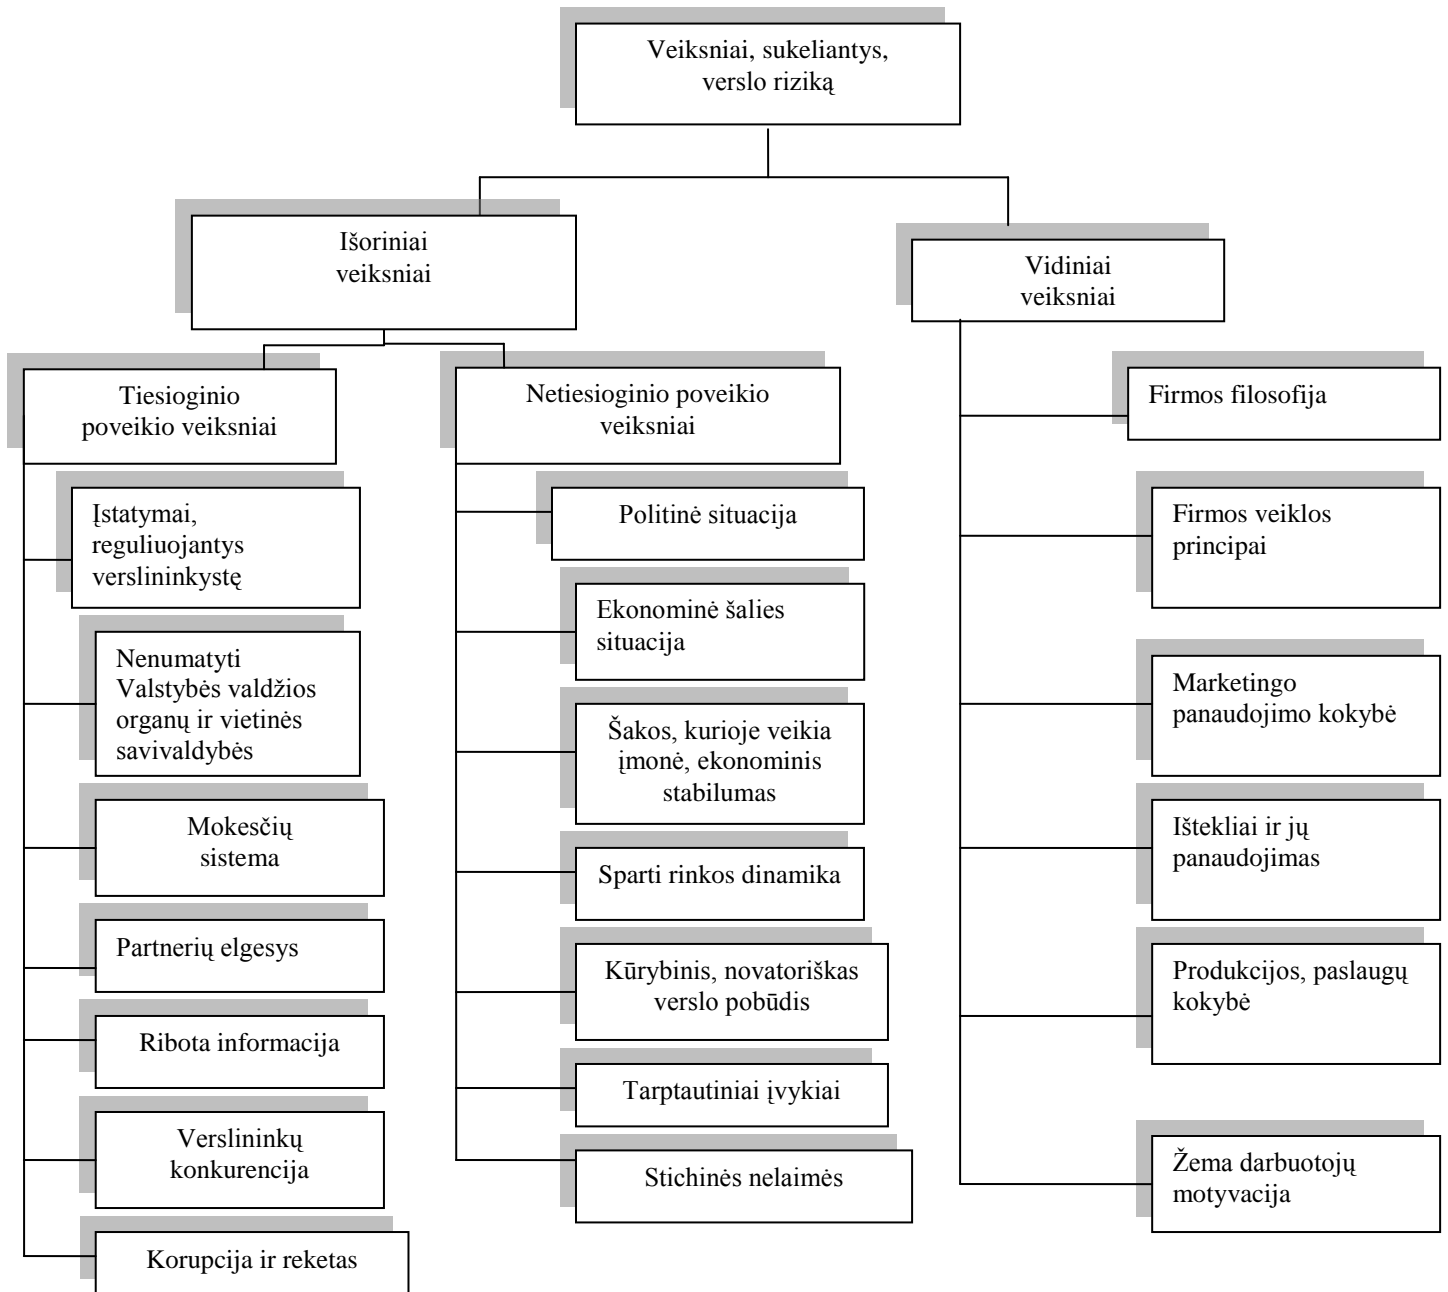 Veiksniai, sukeliantys,
verslo riziką
Išoriniai
veiksniai
Vidiniai
veiksniai
Tiesioginio
poveikio veiksniai
Įstatymai,
reguliuojantys
verslininkystę
Nenumatyti
Valstybės valdžios
organų ir vietinės
savivaldybės
Mokesčių
sistema
Partnerių elgesys
Ribota informacija
Verslininkų
konkurencija
Korupcija ir reketas
Netiesioginio poveikio
veiksniai
Politinė situacija
Ekonominė šalies
situacija
Šakos, kurioje veikia
įmonė, ekonominis
stabilumas
Sparti rinkos dinamika
Kūrybinis, novatoriškas
verslo pobūdis
Tarptautiniai įvykiai
Stichinės nelaimės
Firmos filosofija
Firmos veiklos
principai
Marketingo
panaudojimo kokybė
Ištekliai ir jų
panaudojimas
Produkcijos, paslaugų
kokybė
Žema darbuotojų
motyvacija